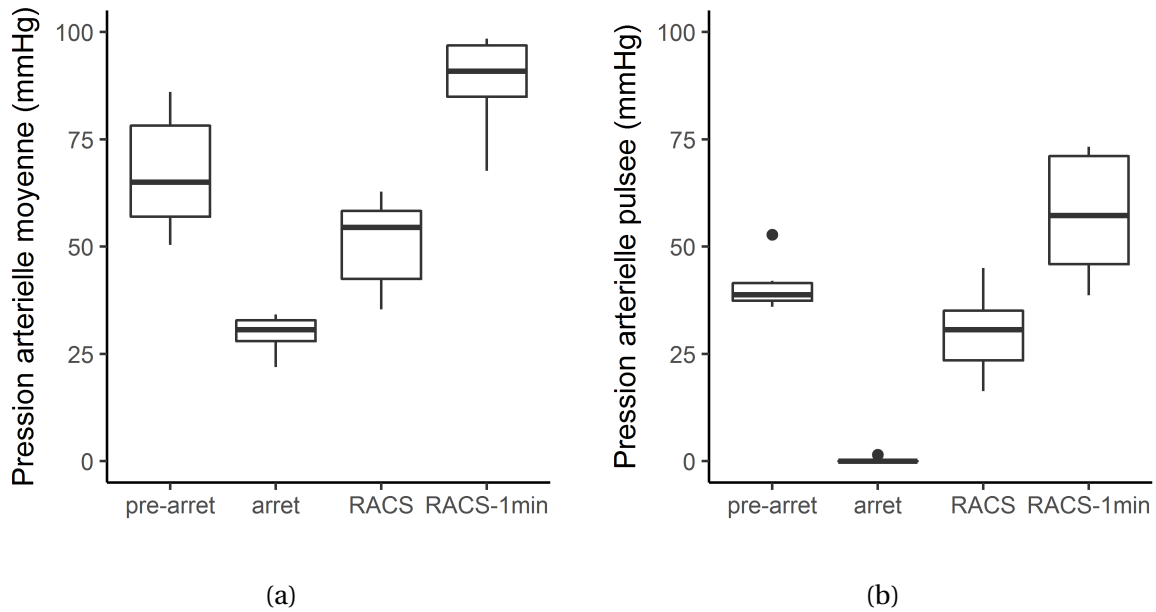 Pression arterielle moyenne (mmHg)
100
75
50
25
0
pre-arret arret RACS RACS-1min
(a)
Pression arterielle pulsee (mmHg)
100
75
50
25
0
pre-arret arret RACS RACS-1min
(b)